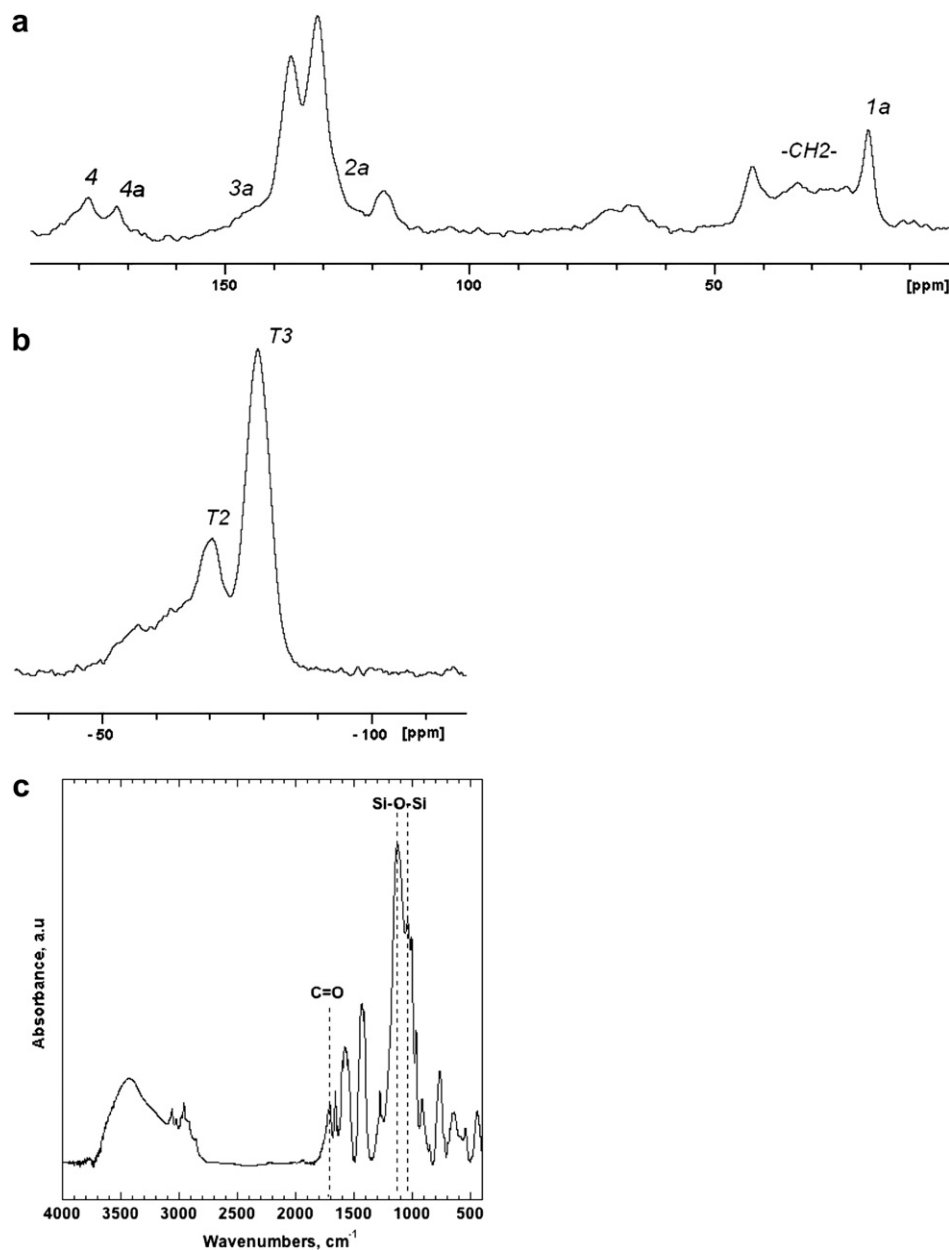 a
1a
-CH2-
2a
3a
4
4a
150
100
50
[ppm]
b
T3
T2
- 50
- 100
[ppm]
c
Si-O-Si
C=O
Absorbance, a.u
4000 3500 3000 2500 2000 1500 1000 500
Wavenumbers, cm-1